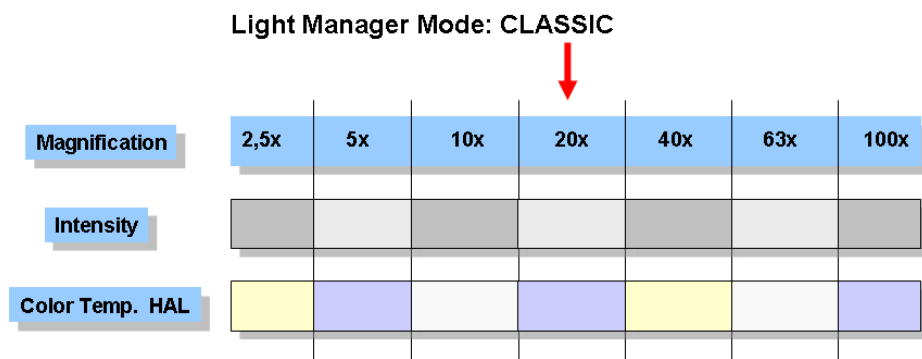 Light Manager Mode: CLASSIC
Magnification 2,5x 5x 10x 20x 40x 63x 100x
Intensity
Color Temp. HAL